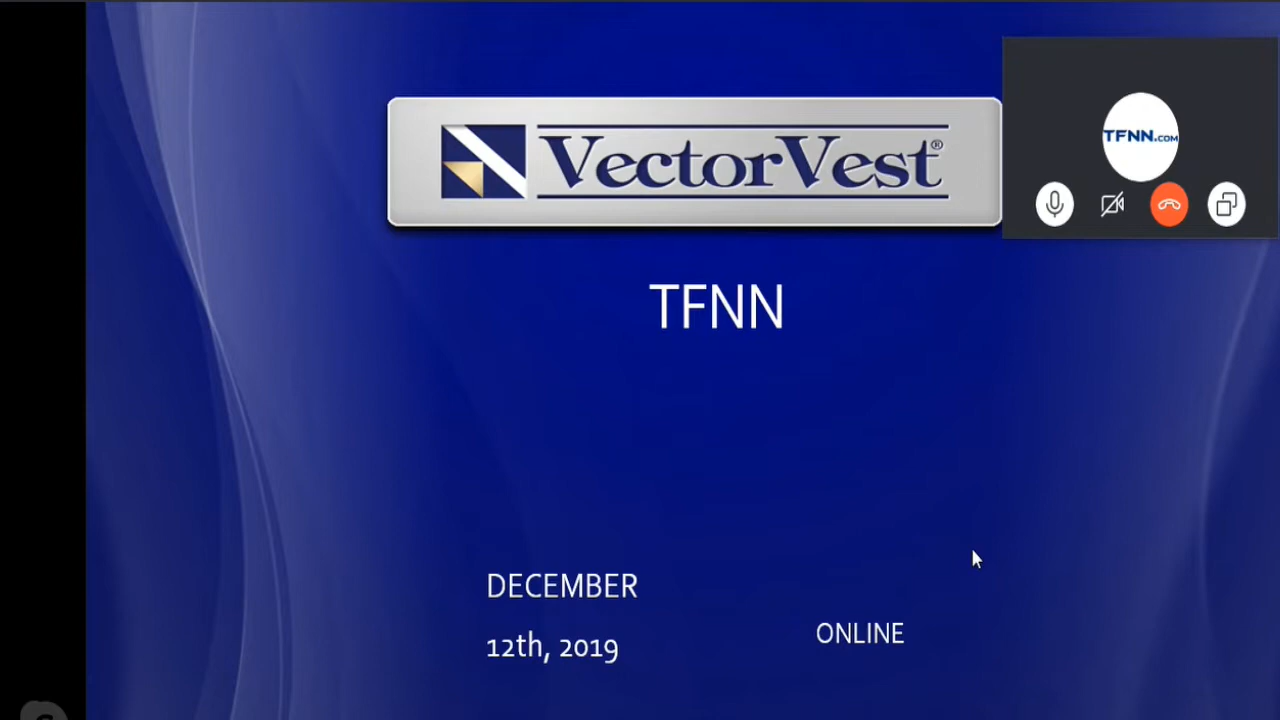 VectorVest®
TFNN.COM
TFNN
DECEMBER
12th, 2019
ONLINE